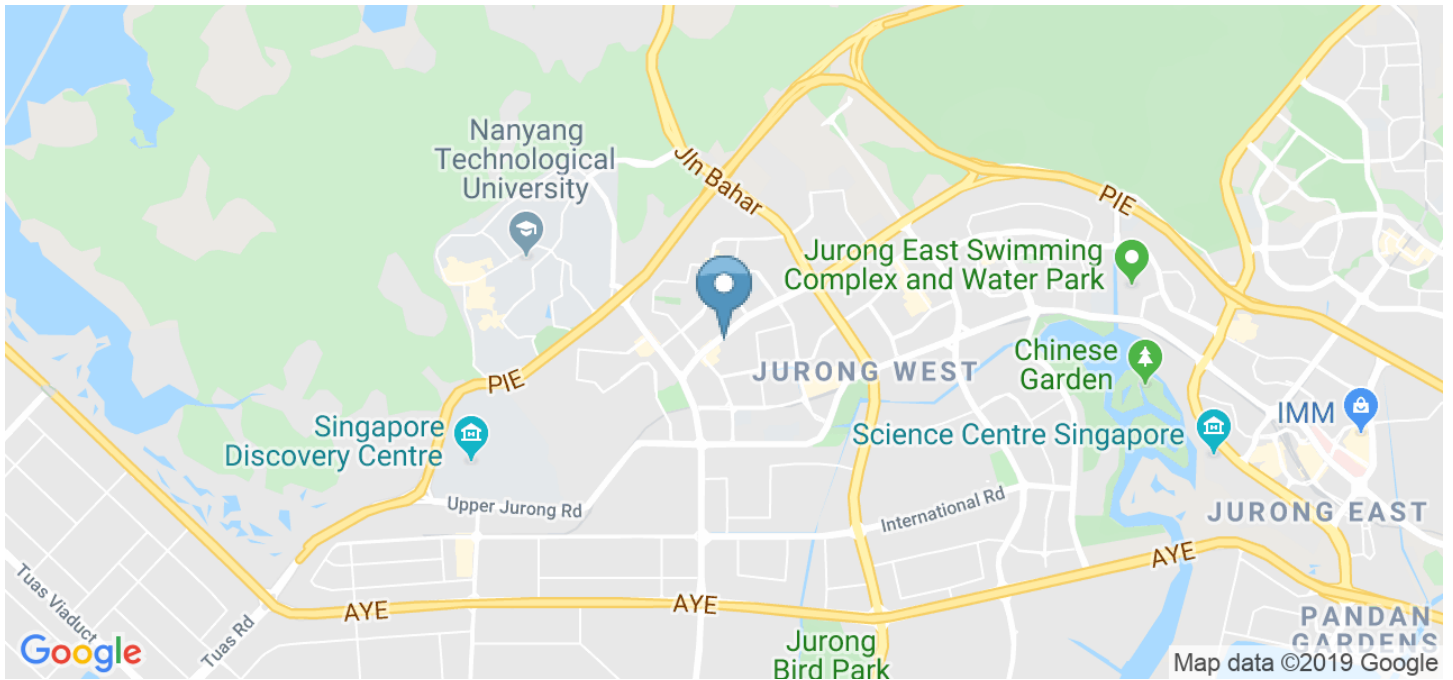 Nanyang
Technological
University
Jln Bahar
PIE
Jurong East Swimming
Complex and Water Park
Chinese
Garden
JURONG WEST
PIE
IMM
Singapore
Discovery Centre
Science Centre Singapore
Upper Jurong Rd
International Rd
JURONG EAST
AYE
Tuas Viaduct
Tuas Rd
AYE
AYE
PANDAN
GARDENS
Jurong
Bird Park
Google
Map data ©2019 Google